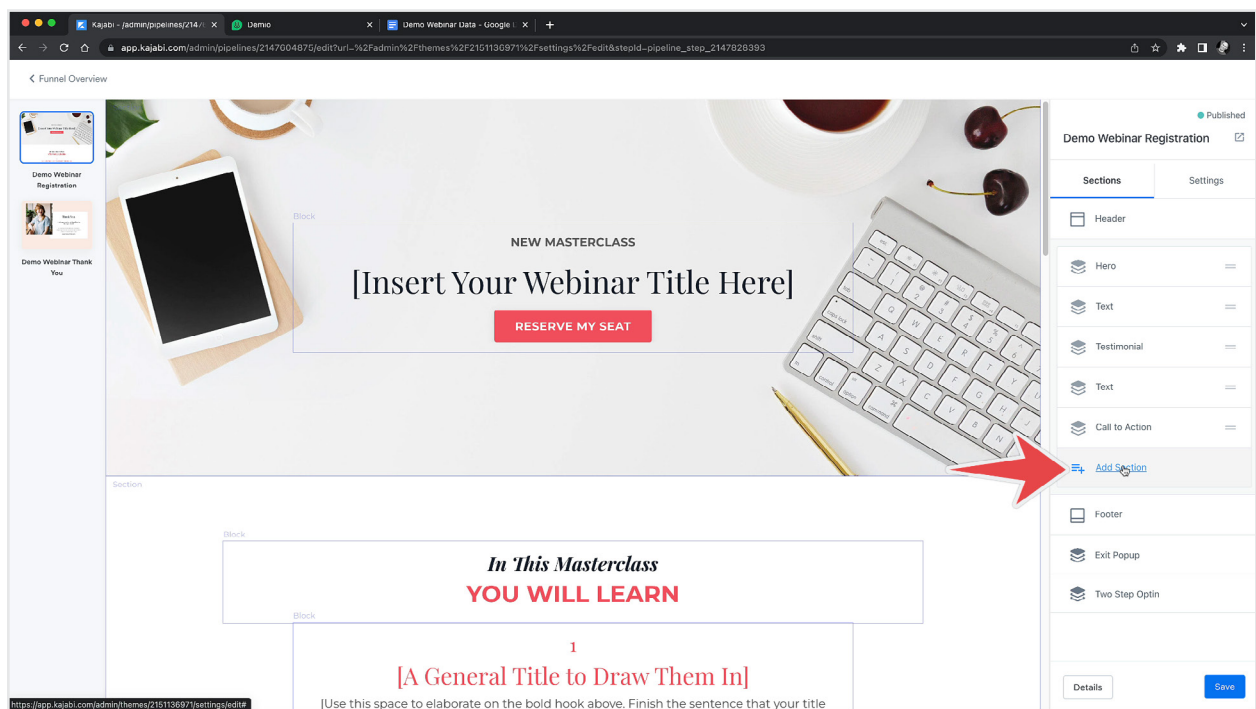 Kajabi - /admin/pipelines/2147
Demio
Demo Webinar Data - Google
app.kajabi.com/admin/pipelines/2147004875/edit?url=%2Fadmin%2Fthemes%2F2151136971%2Fsettings%2Fedit&stepId=pipeline_step_2147828393
Funnel Overview
Demo Webinar
Registration
Demo Webinar Thank
You
Block
NEW MASTERCLASS
[Insert Your Webinar Title Here]
RESERVE MY SEAT
Section
Block
In This Masterclass
YOU WILL LEARN
Block
1
[A General Title to Draw Them In]
[Use this space to elaborate on the bold hook above. Finish the sentence that your title
Published
Demo Webinar Registration
Sections
Settings
Header
Hero
Text
Testimonial
Text
Call to Action
Add Section
Footer
Exit Popup
Two Step Optin
Details
Save
https://app.kajabi.com/admin/themes/2151136971/settings/edit#